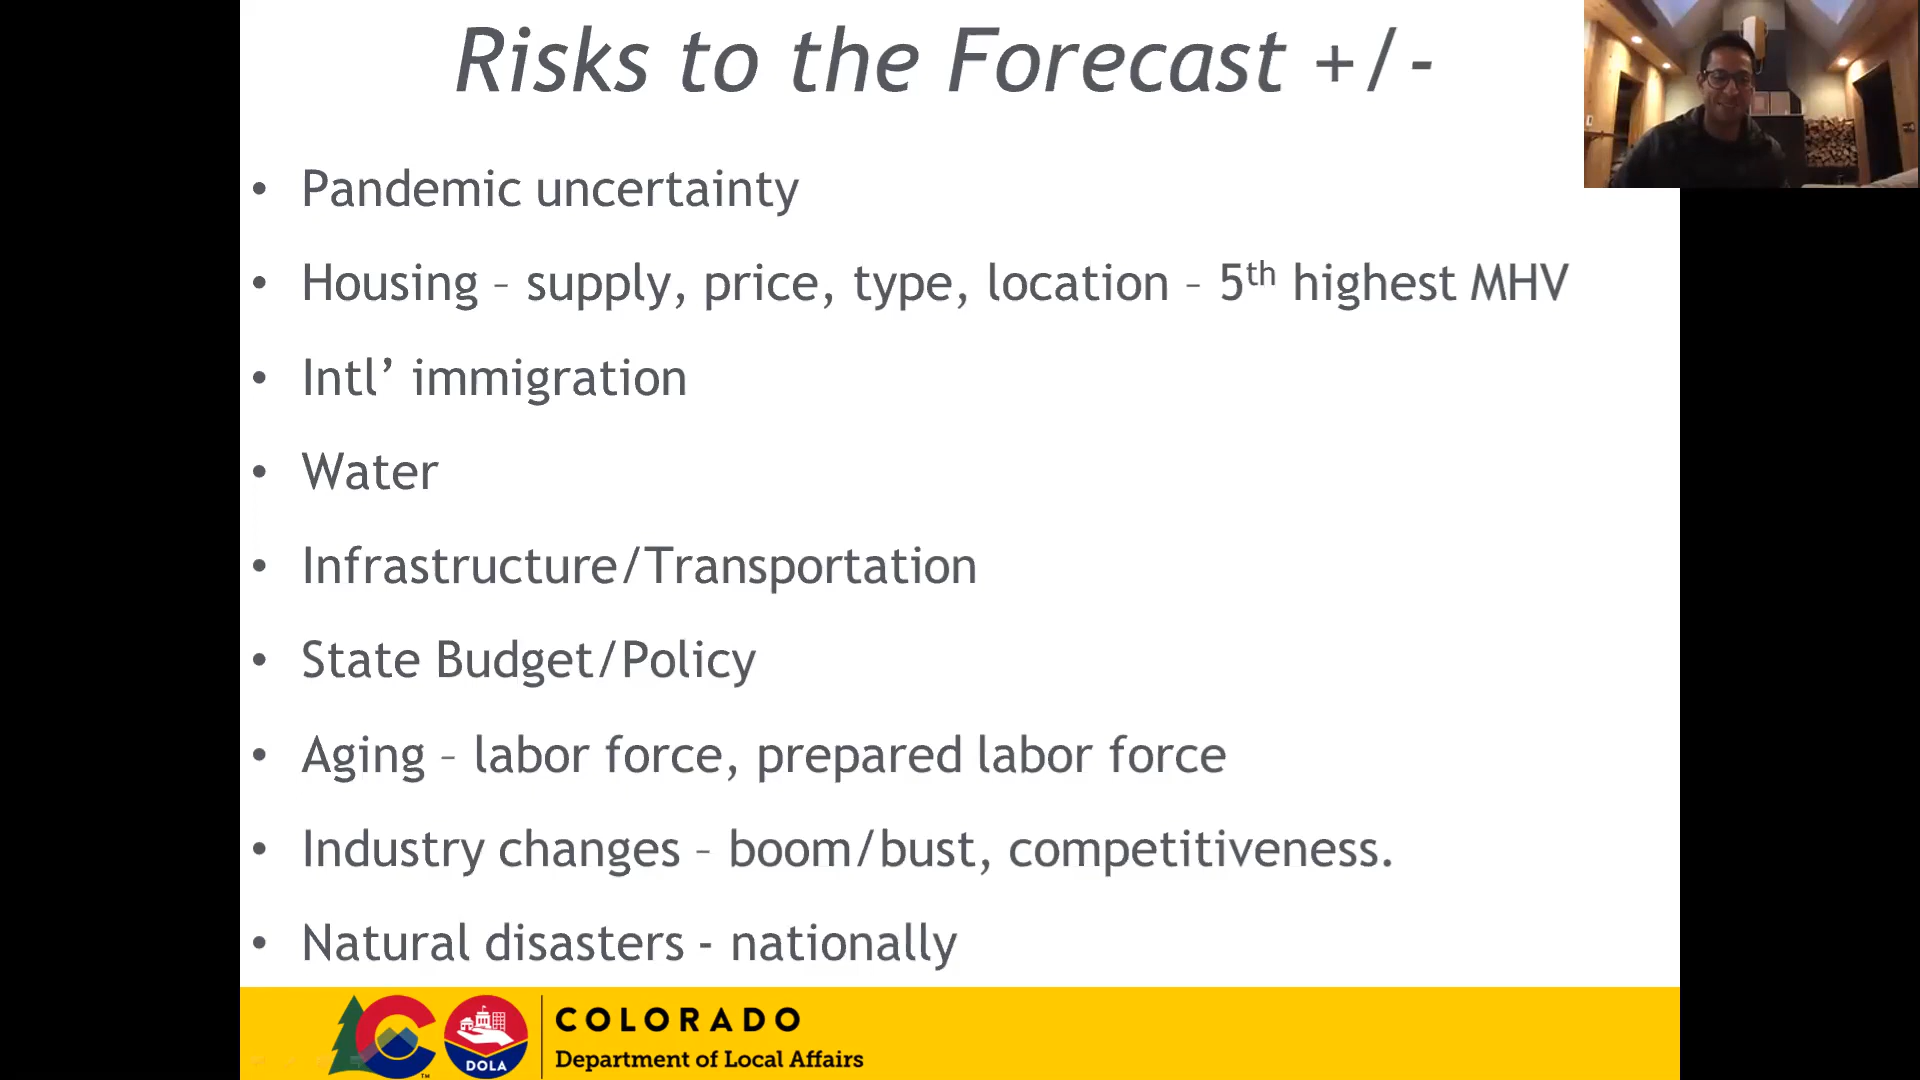 Risks to the Forecast +/-
• Pandemic uncertainty
• Housing – supply, price, type, location – 5th highest MHV
• Intl’ immigration
• Water
• Infrastructure/Transportation
• State Budget/Policy
• Aging – labor force, prepared labor force
• Industry changes – boom/bust, competitiveness.
• Natural disasters - nationally
COLORADO
Department of Local Affairs
DOLA
TM